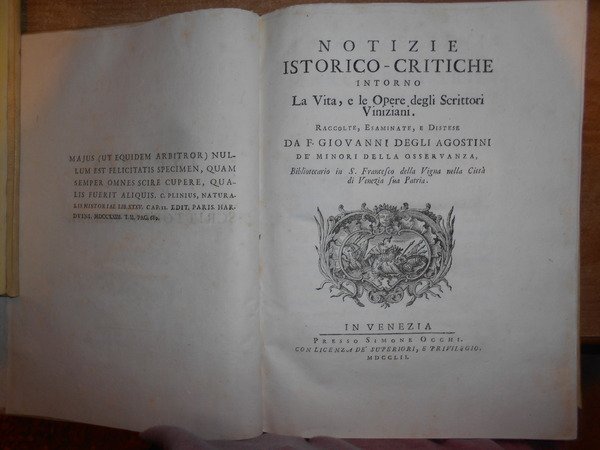 MAJUS (UT EQUIDEM ARBITROR) NUL-
LUM EST FELICITATIS SPECIMEN, QUAM
SEMPER OMNES SCIRE CUPERE, QUA-
LIS FUERIT ALIQUIS. C. PLINIUS, NATURA-
LIS HISTORIAE LIB. XXXV. CAP. II. EDIT. PARIS. HAR-
DVINI. MDCCXXIII. T. II. PAG. 682.
NOTIZIE
ISTORICO-CRITICHE
INTORNO
La Vita, e le Opere degli Scrittori
Viniziani.
RACCOLTE, ESAMINATE, E DISTESE
DA F. GIOVANNI DEGLI AGOSTINI
DE' MINORI DELLA OSSERVANZA,
Bibliotecario in S. Francesco della Vigna nella Città
di Venezia sua Patria.
IN VENEZIA
PRESSO SIMONE OCCHI.
CON LICENZA DE' SUPERIORI, E PRIVILEGIO.
MDCCLII.